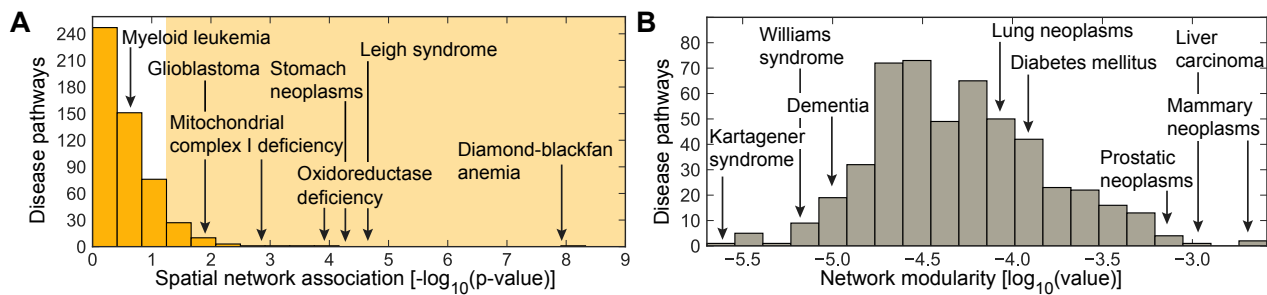 A
Disease pathways
240
210
180
150
120
90
60
30
0
Myeloid leukemia
Glioblastoma
Mitochondrial
complex I deficiency
Stomach
neoplasms
Leigh syndrome
Oxidoreductase
deficiency
Diamond-blackfan
anemia
0 1 2 3 4 5 6 7 8 9
Spatial network association [-log10(p-value)]
B
Disease pathways
80
70
60
50
40
30
20
10
0
Kartagener
syndrome
Williams
syndrome
Dementia
Lung neoplasms
Diabetes mellitus
Prostatic
neoplasms
Liver
carcinoma
Mammary
neoplasms
−5.5 −5.0 −4.5 −4.0 −3.5 −3.0
Network modularity [log10(value)]